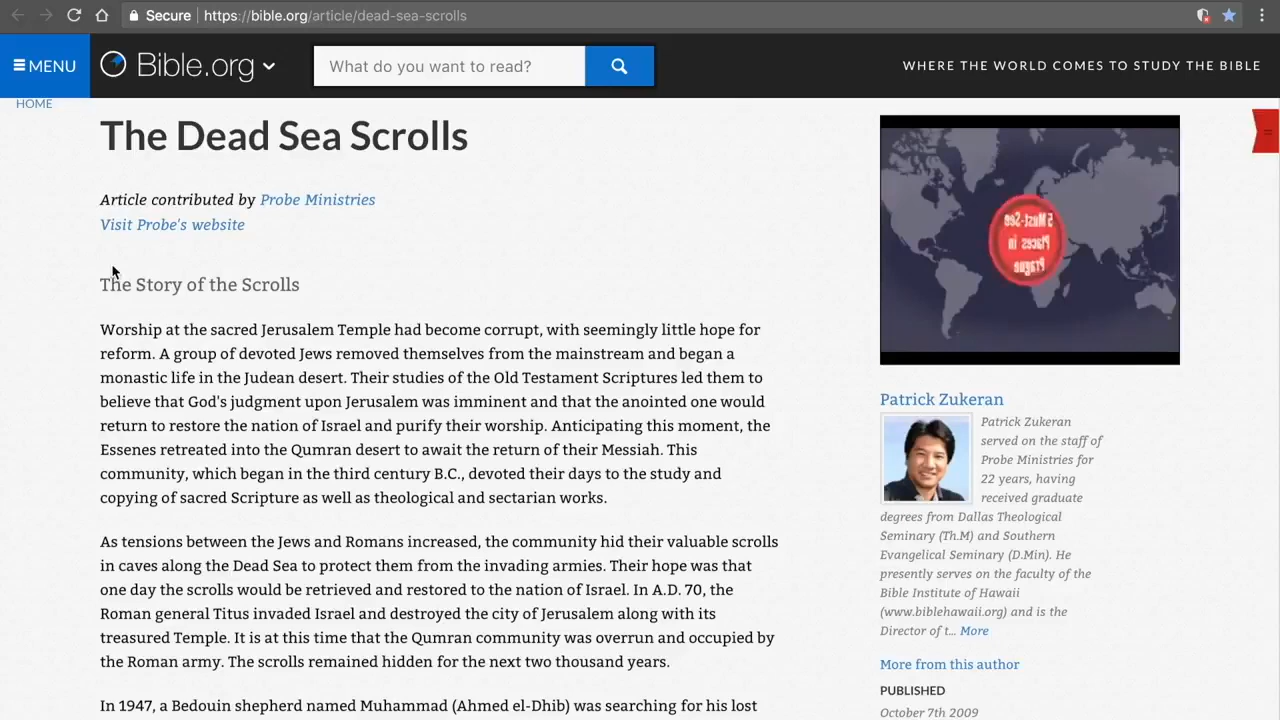 Secure https://bible.org/article/dead-sea-scrolls
MENU
Bible.org
What do you want to read?
WHERE THE WORLD COMES TO STUDY THE BIBLE
HOME
The Dead Sea Scrolls
Article contributed by Probe Ministries
Visit Probe's website
The Story of the Scrolls
Worship at the sacred Jerusalem Temple had become corrupt, with seemingly little hope for
reform. A group of devoted Jews removed themselves from the mainstream and began a
monastic life in the Judean desert. Their studies of the Old Testament Scriptures led them to
believe that God's judgment upon Jerusalem was imminent and that the anointed one would
return to restore the nation of Israel and purify their worship. Anticipating this moment, the
Essenes retreated into the Qumran desert to await the return of their Messiah. This
community, which began in the third century B.C., devoted their days to the study and
copying of sacred Scripture as well as theological and sectarian works.
As tensions between the Jews and Romans increased, the community hid their valuable scrolls
in caves along the Dead Sea to protect them from the invading armies. Their hope was that
one day the scrolls would be retrieved and restored to the nation of Israel. In A.D. 70, the
Roman general Titus invaded Israel and destroyed the city of Jerusalem along with its
treasured Temple. It is at this time that the Qumran community was overrun and occupied by
the Roman army. The scrolls remained hidden for the next two thousand years.
In 1947, a Bedouin shepherd named Muhammad (Ahmed el-Dhib) was searching for his lost
5 Must-See
Places in
Prague
Patrick Zukeran
Patrick Zukeran
served on the staff of
Probe Ministries for
22 years, having
received graduate
degrees from Dallas Theological
Seminary (Th.M) and Southern
Evangelical Seminary (D.Min). He
presently serves on the faculty of the
Bible Institute of Hawaii
(www.biblehawaii.org) and is the
Director of t... More
More from this author
PUBLISHED
October 7th 2009